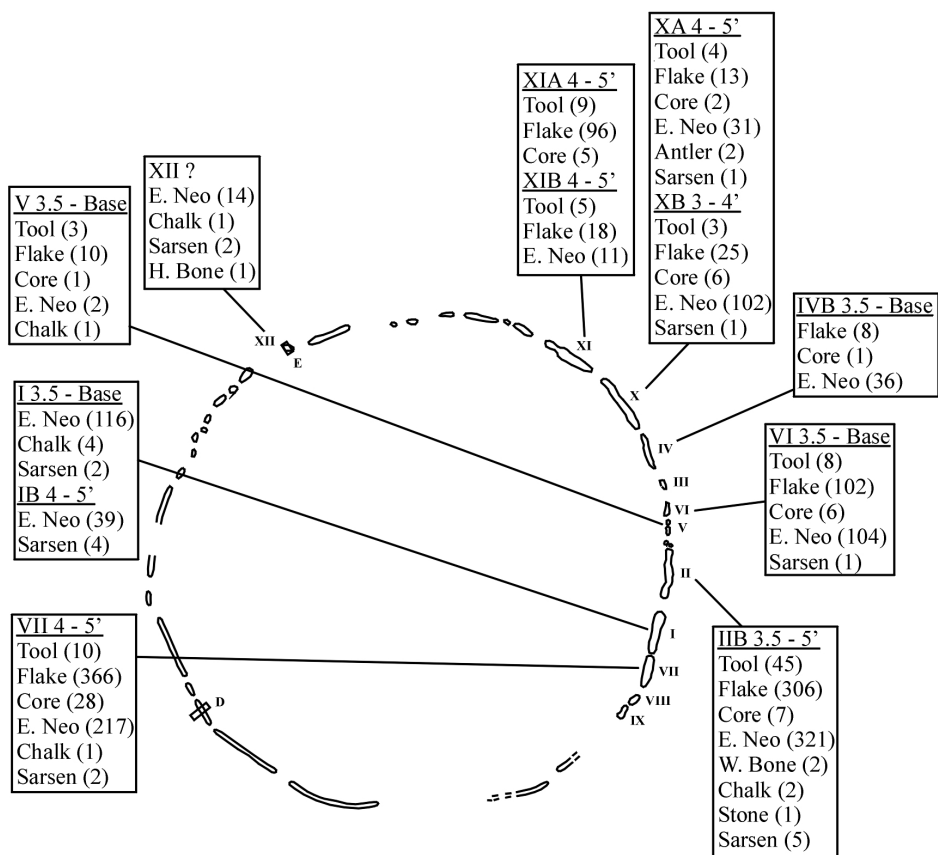 XA 4 - 5'
Tool (4)
Flake (13)
Core (2)
E. Neo (31)
Antler (2)
Sarsen (1)
XB 3 - 4'
Tool (3)
Flake (25)
Core (6)
E. Neo (102)
Sarsen (1)
XIA 4 - 5'
Tool (9)
Flake (96)
Core (5)
XIB 4 - 5'
Tool (5)
Flake (18)
E. Neo (11)
XII ?
E. Neo (14)
Chalk (1)
Sarsen (2)
H. Bone (1)
V 3.5 - Base
Tool (3)
Flake (10)
Core (1)
E. Neo (2)
Chalk (1)
IVB 3.5 - Base
Flake (8)
Core (1)
E. Neo (36)
I 3.5 - Base
E. Neo (116)
Chalk (4)
Sarsen (2)
IB 4 - 5'
E. Neo (39)
Sarsen (4)
VI 3.5 - Base
Tool (8)
Flake (102)
Core (6)
E. Neo (104)
Sarsen (1)
VII 4 - 5'
Tool (10)
Flake (366)
Core (28)
E. Neo (217)
Chalk (1)
Sarsen (2)
IIB 3.5 - 5'
Tool (45)
Flake (306)
Core (7)
E. Neo (321)
W. Bone (2)
Chalk (2)
Stone (1)
Sarsen (5)
XII
E
XI
X
IV
III
VI
V
II
I
VII
VIII
IX
D